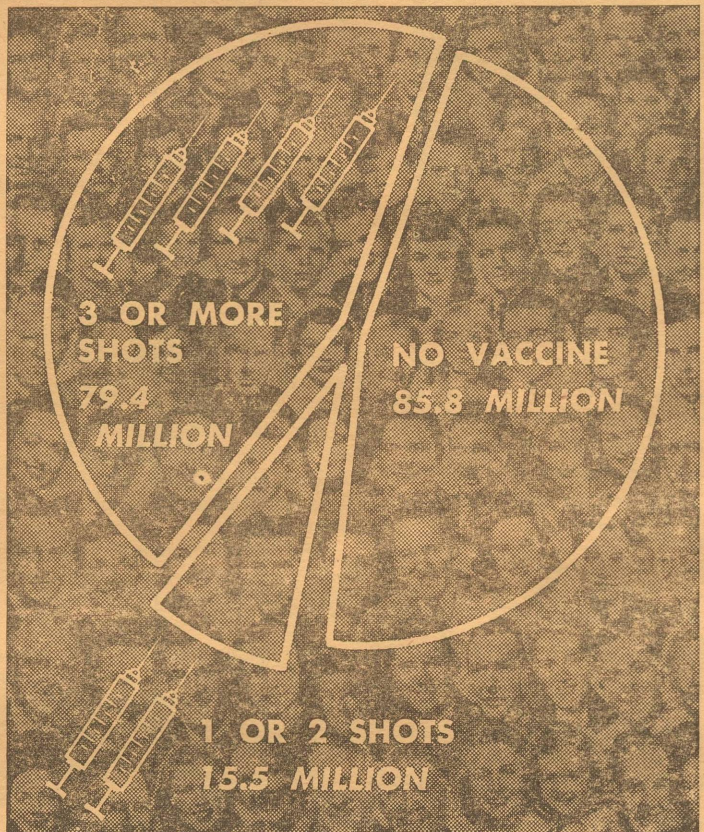 3 OR MORE
SHOTS
79.4
MILLION
NO VACCINE
85.8 MILLION
1 OR 2 SHOTS
15.5 MILLION